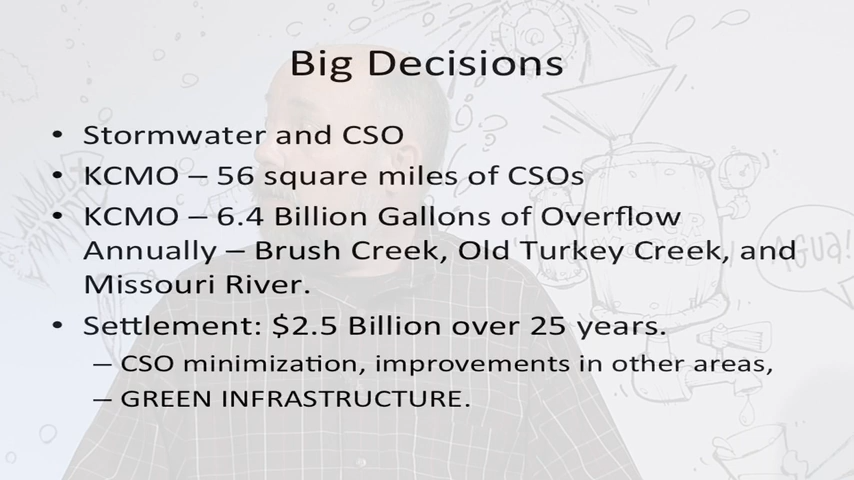 Big Decisions
• Stormwater and CSO
• KCMO – 56 square miles of CSOs
• KCMO – 6.4 Billion Gallons of Overflow
Annually – Brush Creek, Old Turkey Creek, and
Missouri River.
• Settlement: $2.5 Billion over 25 years.
– CSO minimization, improvements in other areas,
– GREEN INFRASTRUCTURE.
AGUA!